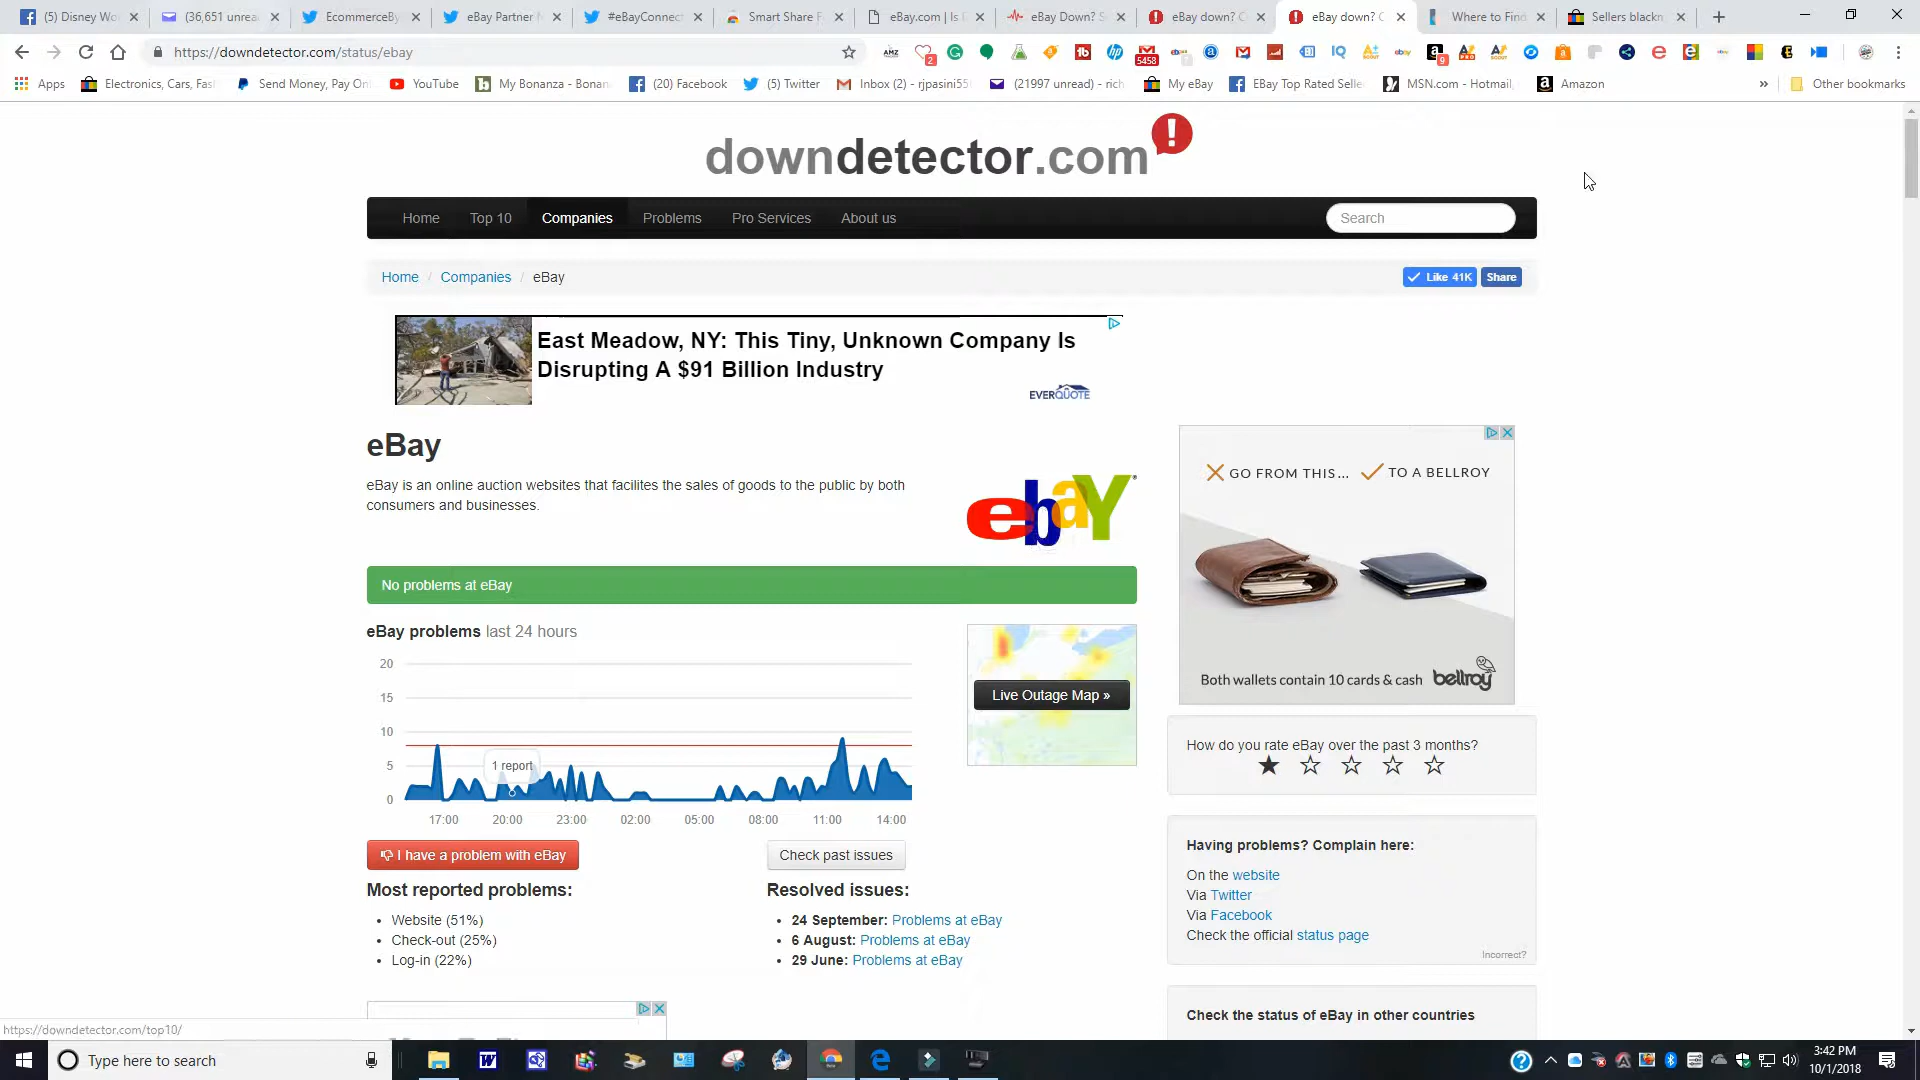 (5) Disney Wo
(36,651 unrea
EcommerceBy
eBay Partner
#eBayConnect
Smart Share F
eBay.com | Is
eBay Down? S
eBay down? C
eBay down? C
Where to Find
Sellers blackm
https://downdetector.com/status/ebay
Apps
Electronics, Cars, Fas
Send Money, Pay Onl
YouTube
My Bonanza - Bonan
(20) Facebook
(5) Twitter
Inbox (2) - rjpasini55
(21997 unread) - rich
My eBay
EBay Top Rated Selle
MSN.com - Hotmail,
Amazon
»
Other bookmarks
downdetector.com
Home
Top 10
Companies
Problems
Pro Services
About us
Search
Home / Companies / eBay
Like 41K
Share
East Meadow, NY: This Tiny, Unknown Company Is
Disrupting A $91 Billion Industry
EVERQUOTE
eBay
eBay is an online auction websites that facilites the sales of goods to the public by both
consumers and businesses.
ebaY
GO FROM THIS...
TO A BELLROY
Both wallets contain 10 cards & cash
bellroy
No problems at eBay
eBay problems last 24 hours
20
15
10
5
0
1 report
17:00 20:00 23:00 02:00 05:00 08:00 11:00 14:00
Live Outage Map »
How do you rate eBay over the past 3 months?
I have a problem with eBay
Check past issues
Most reported problems:
• Website (51%)
• Check-out (25%)
• Log-in (22%)
Resolved issues:
• 24 September: Problems at eBay
• 6 August: Problems at eBay
• 29 June: Problems at eBay
Having problems? Complain here:
On the website
Via Twitter
Via Facebook
Check the official status page
Incorrect?
Check the status of eBay in other countries
https://downdetector.com/top10/
Type here to search
3:42 PM
10/1/2018